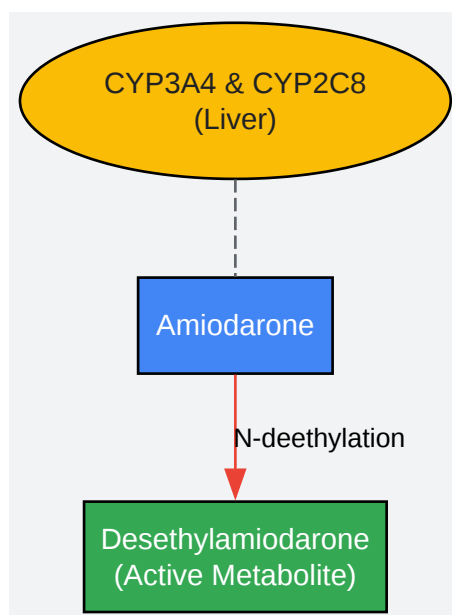 CYP3A4 & CYP2C8
(Liver)
Amiodarone
N-deethylation
Desethylamiodarone
(Active Metabolite)